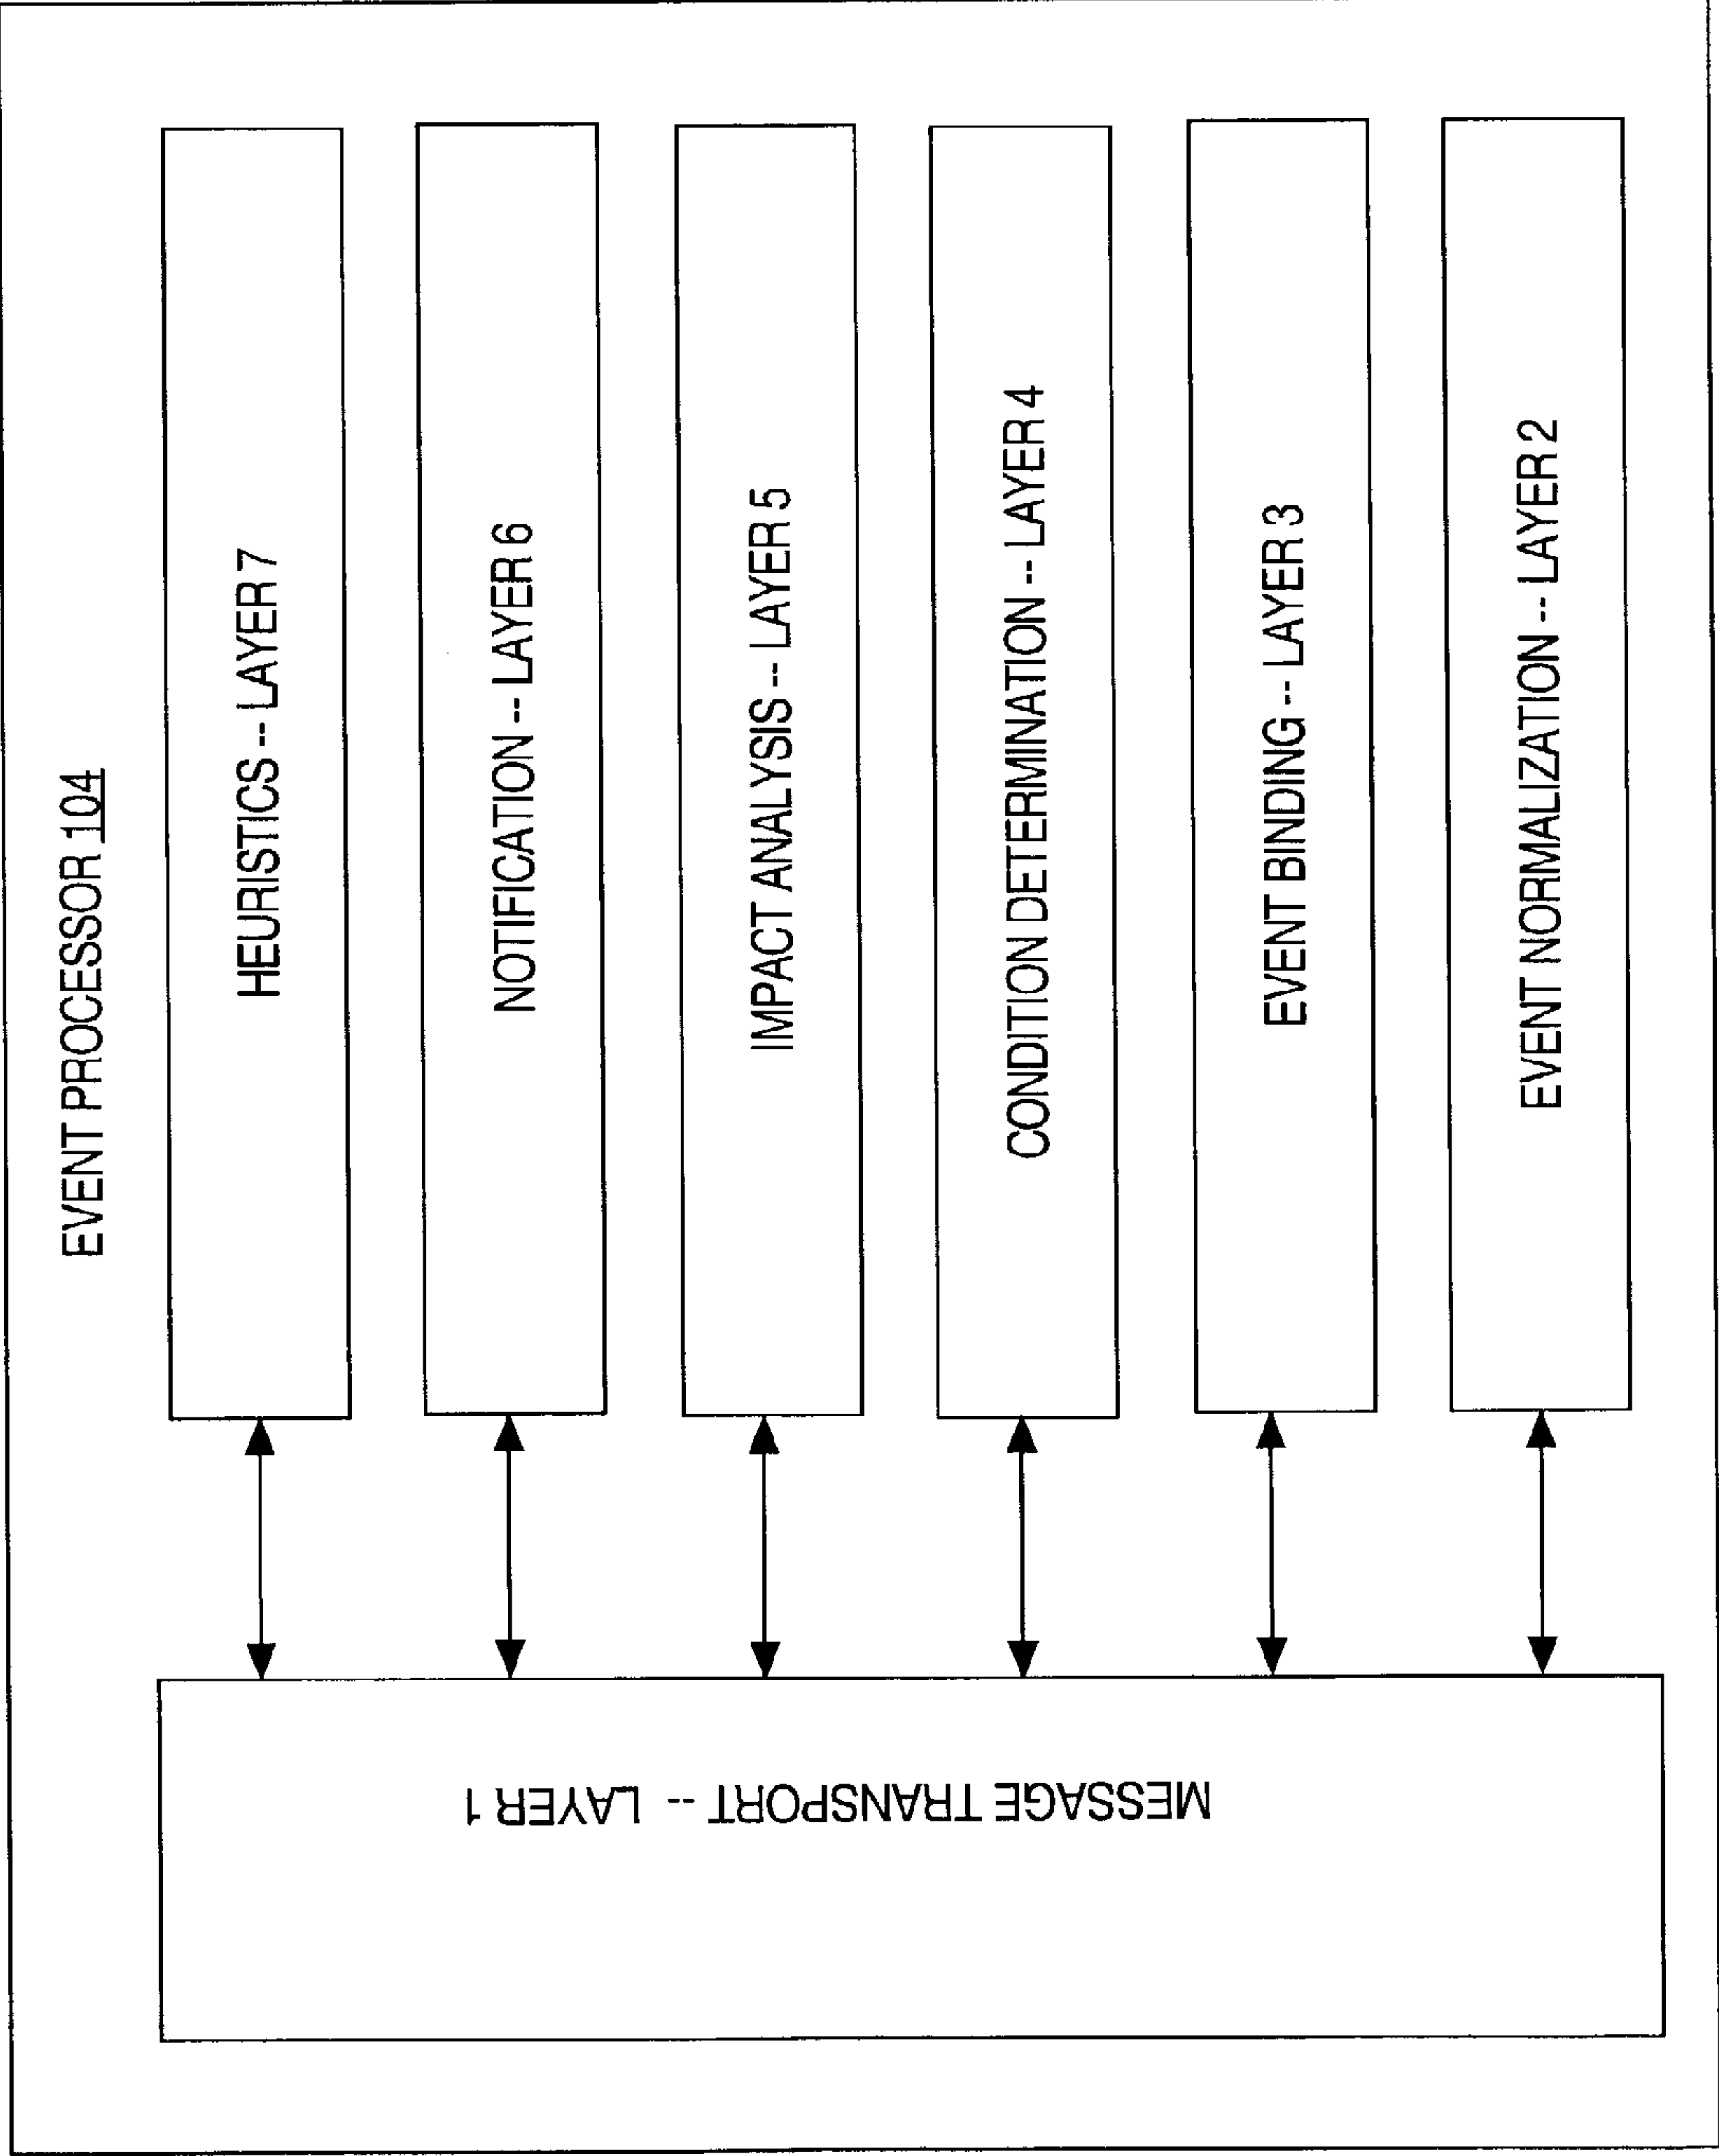 EVENT PROCESSOR 104
HEURISTICS -- LAYER 7
NOTIFICATION -- LAYER 6
IMPACT ANALYSIS -- LAYER 5
CONDITION DETERMINATION -- LAYER 4
EVENT BINDING -- LAYER 3
EVENT NORMALIZATION -- LAYER 2
MESSAGE TRANSPORT -- LAYER 1